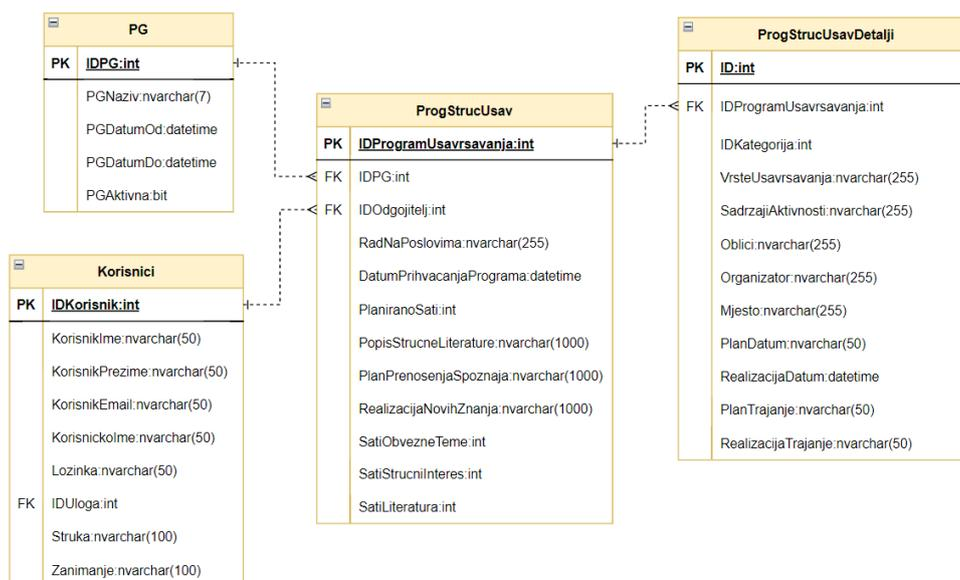 PG
PK IDPG:int
PGNaziv:nvarchar(7)
PGDatumOd:datetime
PGDatumDo:datetime
PGAktivna:bit
Korisnici
PK IDKorisnik:int
KorisnikIme:nvarchar(50)
KorisnikPrezime:nvarchar(50)
KorisnikEmail:nvarchar(50)
KorisnickoIme:nvarchar(50)
Lozinka:nvarchar(50)
FK IDUloga:int
Struka:nvarchar(100)
Zanimanje:nvarchar(100)
ProgStrucUsav
PK IDProgramUsavrsavanja:int
FK IDPG:int
FK IDOdgojitelj:int
RadNaPoslovima:nvarchar(255)
DatumPrihvacanjaPrograma:datetime
PlaniranoSati:int
PopisStrucneLiterature:nvarchar(1000)
PlanPrenosenjaSpoznaja:nvarchar(1000)
RealizacijaNovihZnanja:nvarchar(1000)
SatiObvezneTeme:int
SatiStrucniInteres:int
SatiLiteratura:int
ProgStrucUsavDetalji
PK ID:int
FK IDProgramUsavrsavanja:int
IDKategorija:int
VrsteUsavrsavanja:nvarchar(255)
SadrzajiAktivnosti:nvarchar(255)
Oblici:nvarchar(255)
Organizator:nvarchar(255)
Mjesto:nvarchar(255)
PlanDatum:nvarchar(50)
RealizacijaDatum:datetime
PlanTrajanje:nvarchar(50)
RealizacijaTrajanje:nvarchar(50)